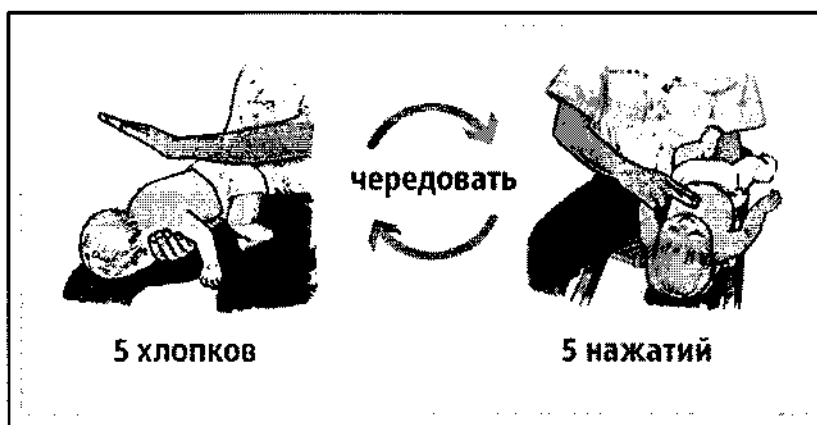 чередовать
5 хлопков
5 нажатий